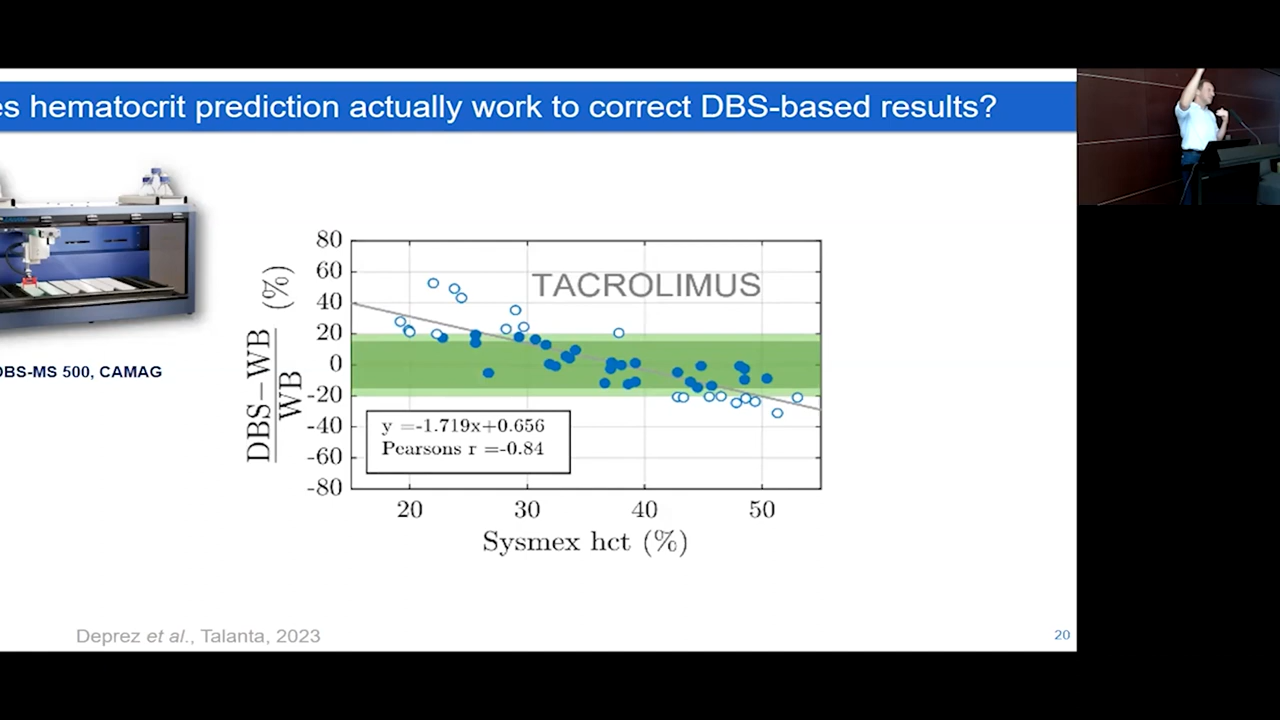 es hematocrit prediction actually work to correct DBS-based results?
DBS-MS 500, CAMAG
TACROLIMUS
DBS−WB
WB
(%)
80
60
40
20
0
-20
-40
-60
-80
y =-1.719x+0.656
Pearsons r =-0.84
20
30
40
50
Sysmex hct (%)
Deprez et al., Talanta, 2023
20